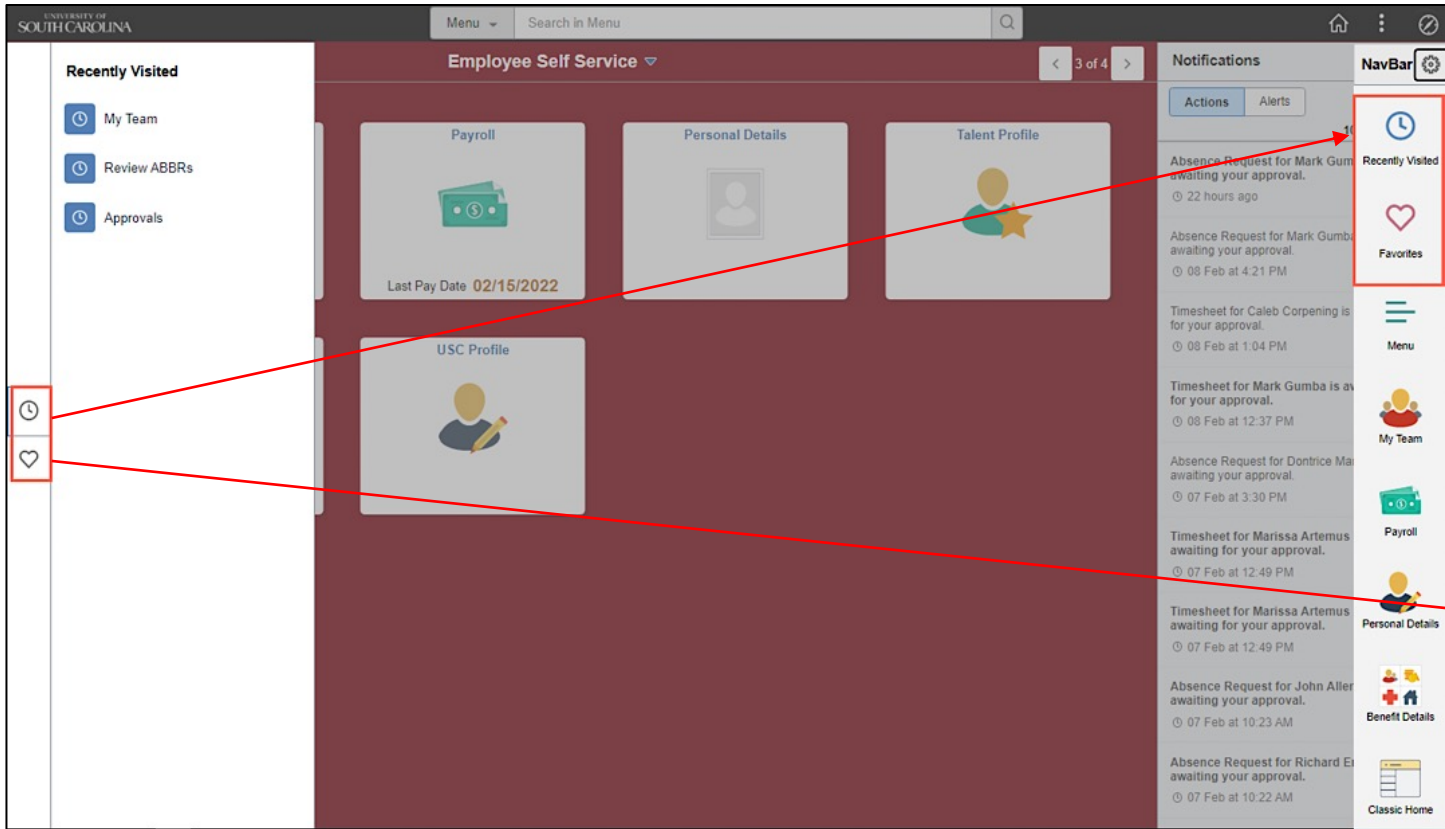 UNIVERSITY OF
SOUTH CAROLINA
Menu
Search in Menu
Recently Visited
My Team
Review ABBRs
Approvals
Employee Self Service
3 of 4
Payroll
Last Pay Date 02/15/2022
Personal Details
Talent Profile
USC Profile
Notifications
Actions
Alerts
Absence Request for Mark Gum
awaiting your approval.
22 hours ago
Absence Request for Mark Gumba
awaiting your approval.
08 Feb at 4:21 PM
Timesheet for Caleb Corpening is
for your approval.
08 Feb at 1:04 PM
Timesheet for Mark Gumba is
for your approval.
08 Feb at 12:37 PM
Absence Request for Dontrice
awaiting your approval.
07 Feb at 3:30 PM
Timesheet for Marissa Artemus
awaiting for your approval.
07 Feb at 12:49 PM
Timesheet for Marissa Artemus
awaiting for your approval.
07 Feb at 12:49 PM
Absence Request for John Aller
awaiting your approval.
07 Feb at 10:23 AM
Absence Request for Richard
awaiting your approval.
07 Feb at 10:22 AM
NavBar
Recently Visited
Favorites
Menu
My Team
Payroll
Personal Details
Benefit Details
Classic Home